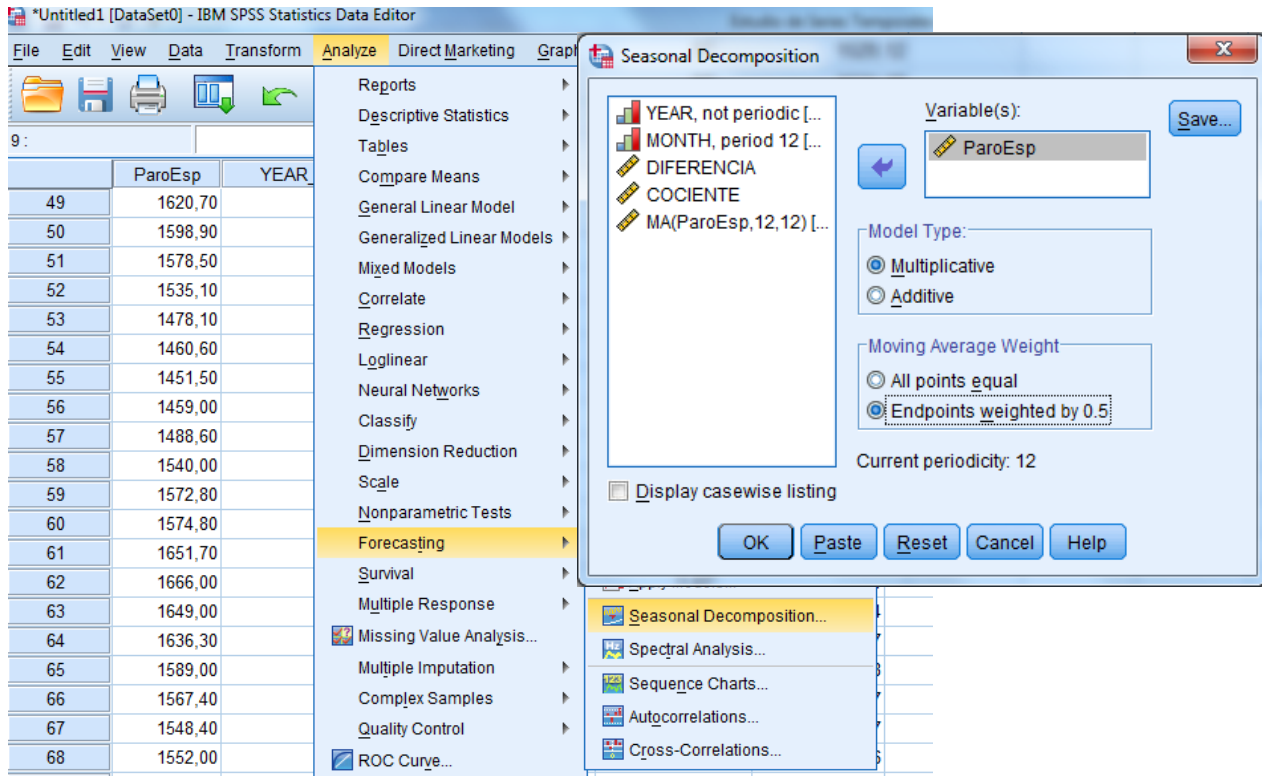 *Untitled1 [DataSet0] - IBM SPSS Statistics Data Editor
File Edit View Data Transform Analyze Direct Marketing Graph
9 :
ParoEsp YEAR_
49 1620,70
50 1598,90
51 1578,50
52 1535,10
53 1478,10
54 1460,60
55 1451,50
56 1459,00
57 1488,60
58 1540,00
59 1572,80
60 1574,80
61 1651,70
62 1666,00
63 1649,00
64 1636,30
65 1589,00
66 1567,40
67 1548,40
68 1552,00
Reports
Descriptive Statistics
Tables
Compare Means
General Linear Model
Generalized Linear Models
Mixed Models
Correlate
Regression
Loglinear
Neural Networks
Classify
Dimension Reduction
Scale
Nonparametric Tests
Forecasting
Survival
Multiple Response
Missing Value Analysis...
Multiple Imputation
Complex Samples
Quality Control
ROC Curve...
Seasonal Decomposition...
Spectral Analysis...
Sequence Charts...
Autocorrelations...
Cross-Correlations...
Seasonal Decomposition
YEAR, not periodic [...
MONTH, period 12 [...
DIFERENCIA
COCIENTE
MA(ParoEsp,12,12) [...
Variable(s):
ParoEsp
Save...
Model Type:
Multiplicative
Additive
Moving Average Weight
All points equal
Endpoints weighted by 0.5
Current periodicity: 12
Display casewise listing
OK Paste Reset Cancel Help